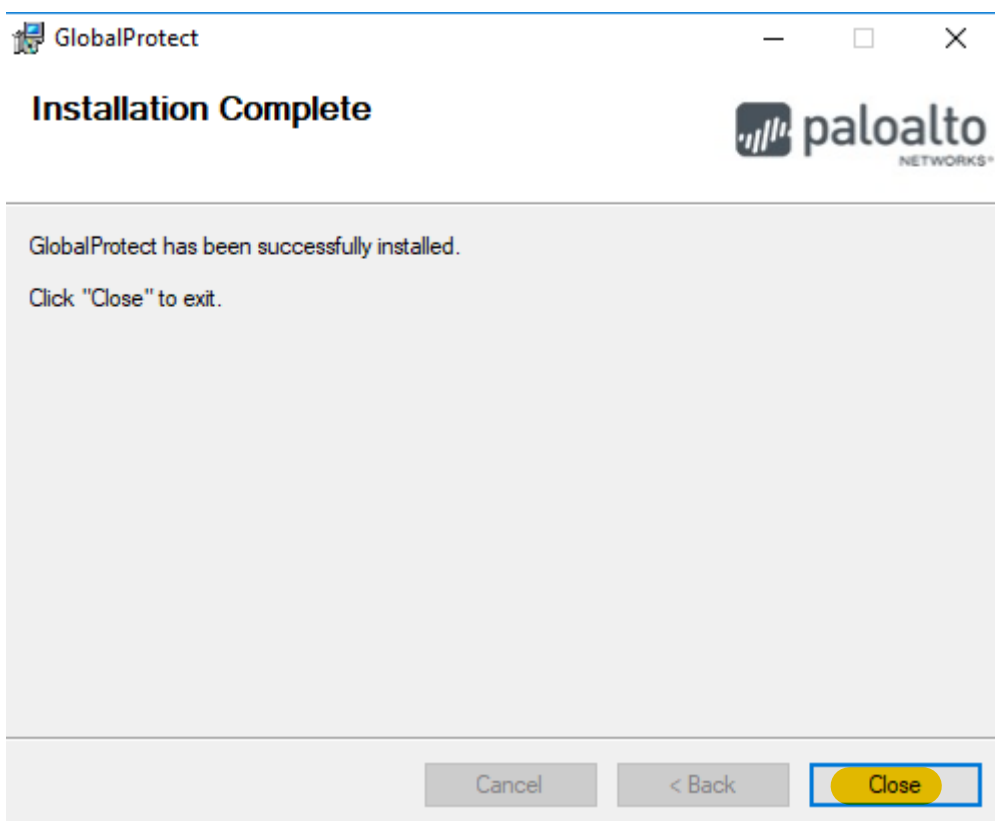 GlobalProtect
Installation Complete
paloalto
NETWORKS®
GlobalProtect has been successfully installed.
Click "Close" to exit.
Cancel
< Back
Close